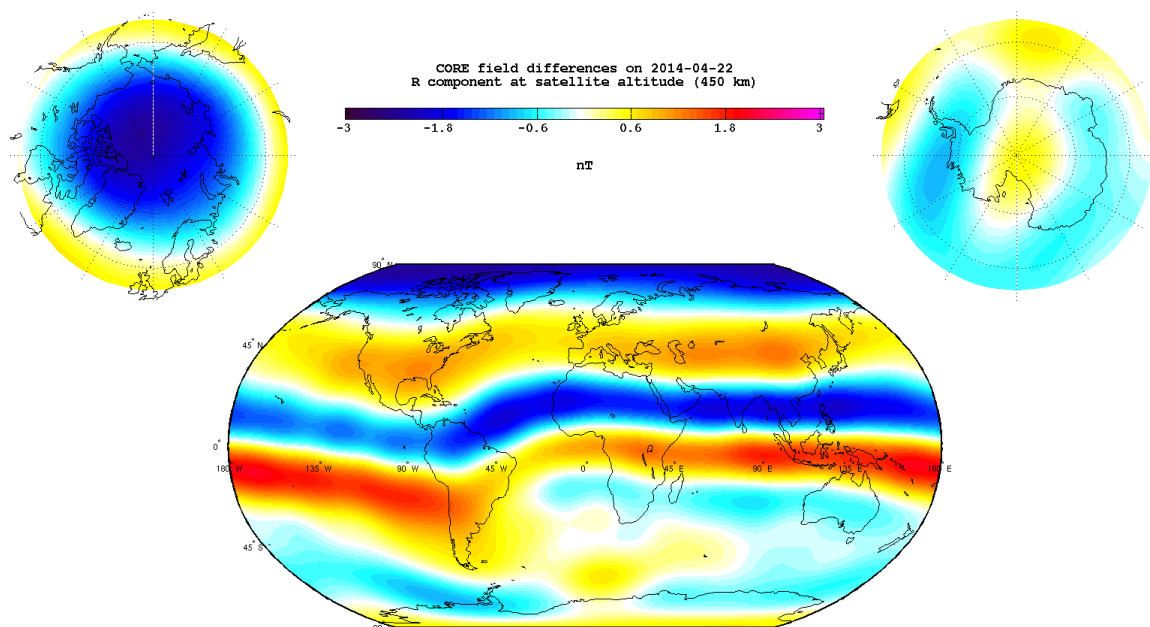 CORE field differences on 2014-04-22
R component at satellite altitude (450 km)
-3 -1.8 -0.6 0.6 1.8 3
nT
90° N
45° N
0°
180° W 135° W 90° W 45° W 0 45° E 90° E 135° E 180° E
45° S